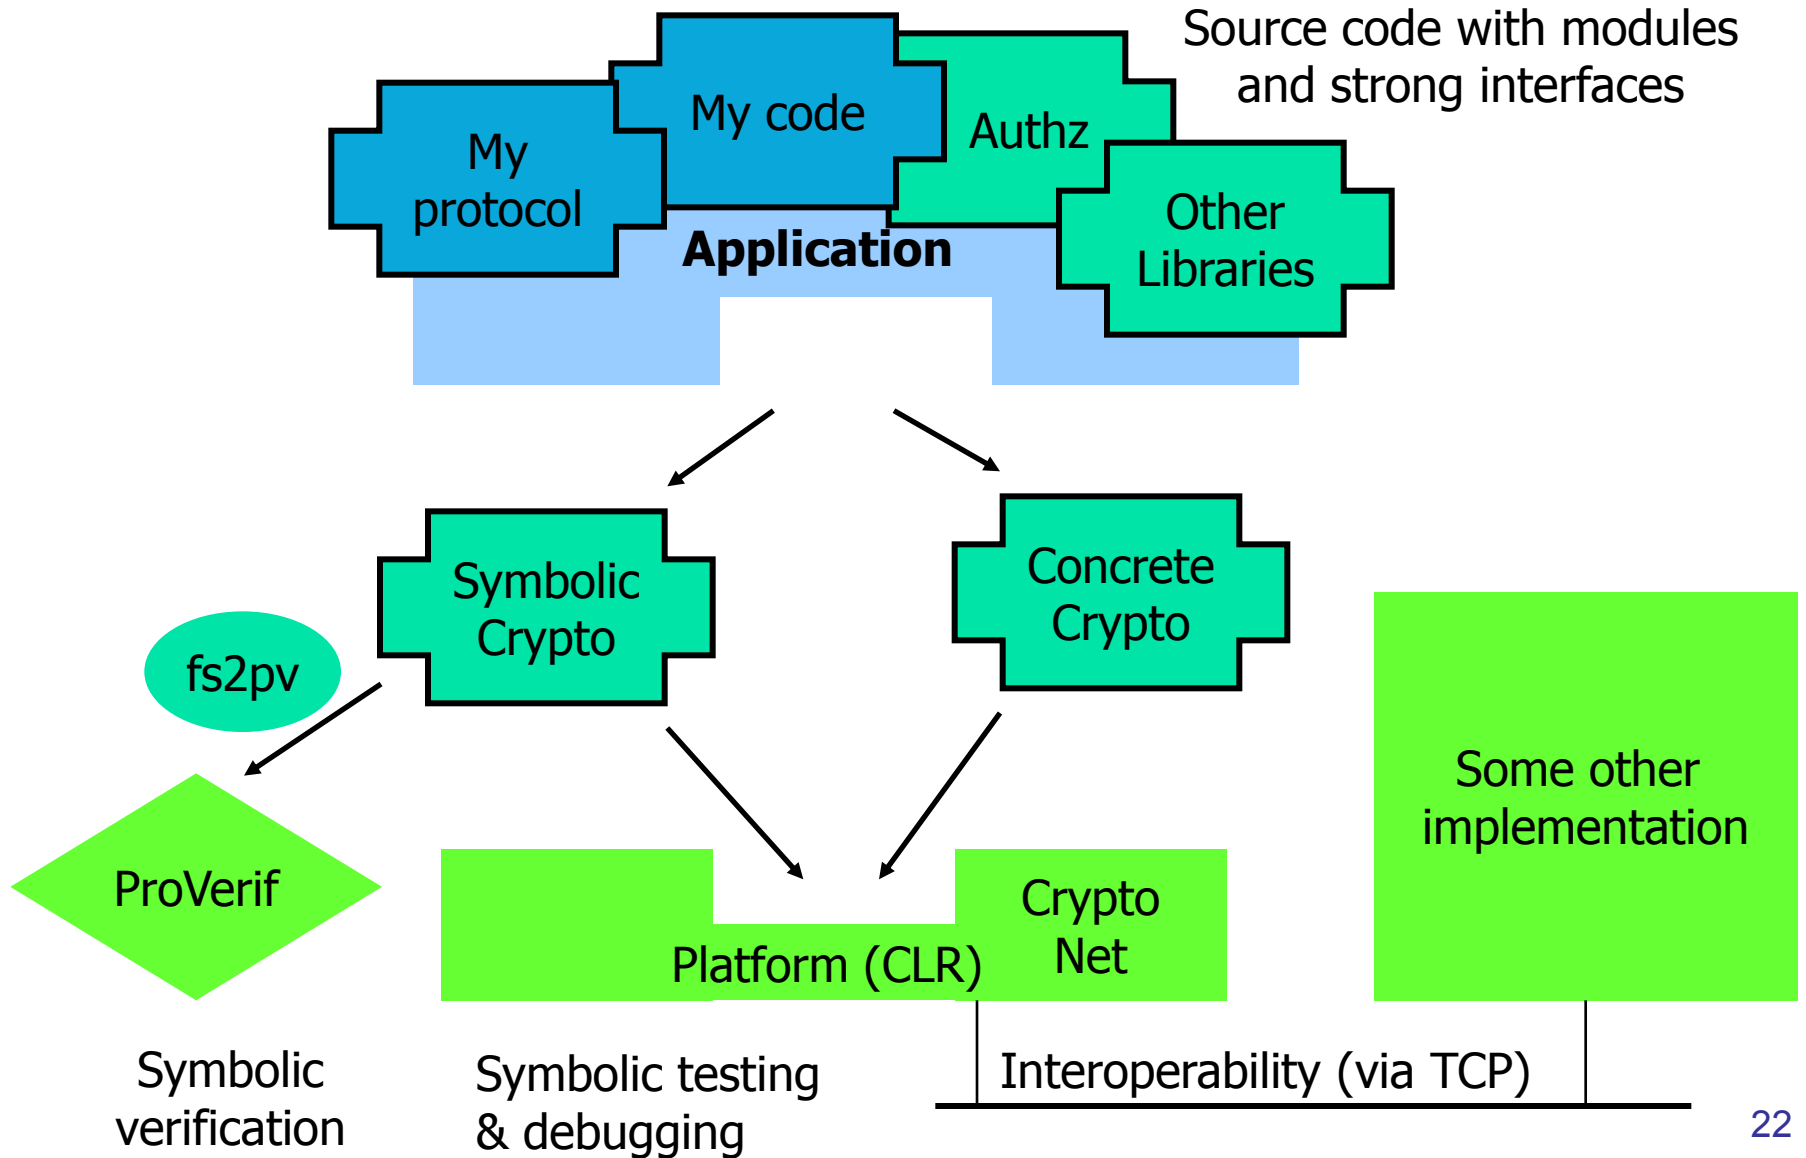 Source code with modules
and strong interfaces
My code
Authz
My
protocol
Other
Libraries
Application
Symbolic
Crypto
Concrete
Crypto
fs2pv
Some other
implementation
ProVerif
Crypto
Net
Platform (CLR)
Symbolic
verification
Symbolic testing
& debugging
Interoperability (via TCP)
22